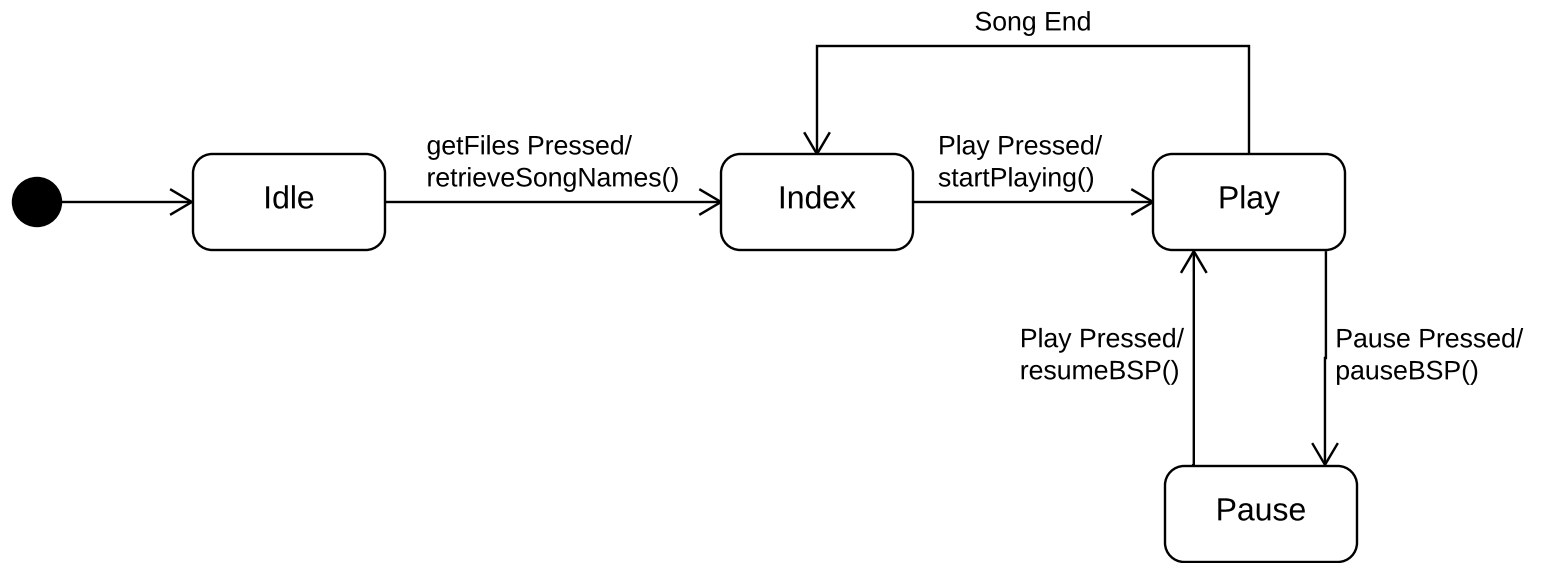 Song End
getFiles Pressed/
retrieveSongNames()
Play Pressed/
startPlaying()
Idle
Index
Play
Play Pressed/
resumeBSP()
Pause Pressed/
pauseBSP()
Pause